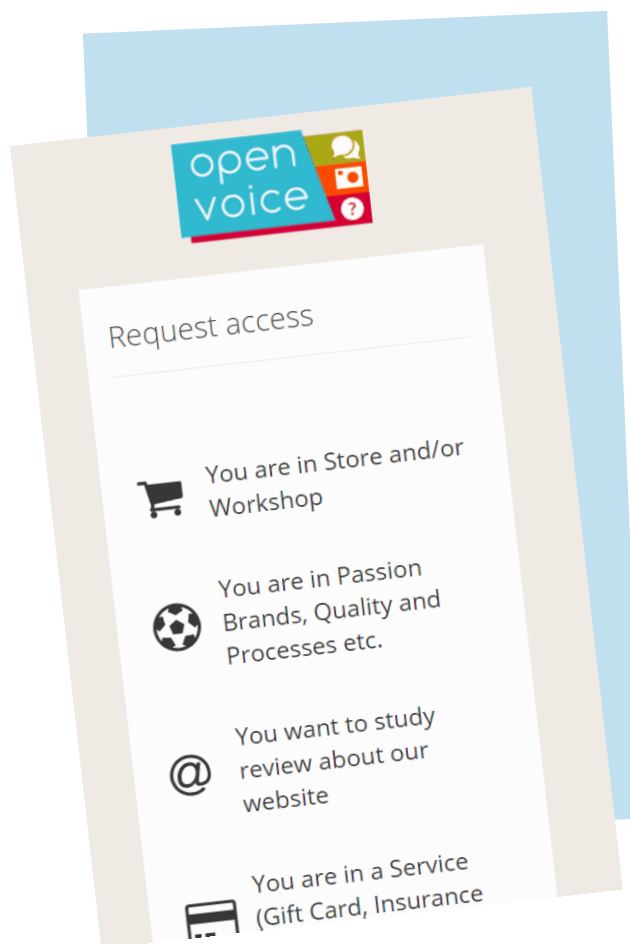 open
voice
?
Request access
You are in Store and/or
Workshop
You are in Passion
Brands, Quality and
Processes etc.
@
You want to study
review about our
website
You are in a Service
(Gift Card, Insurance